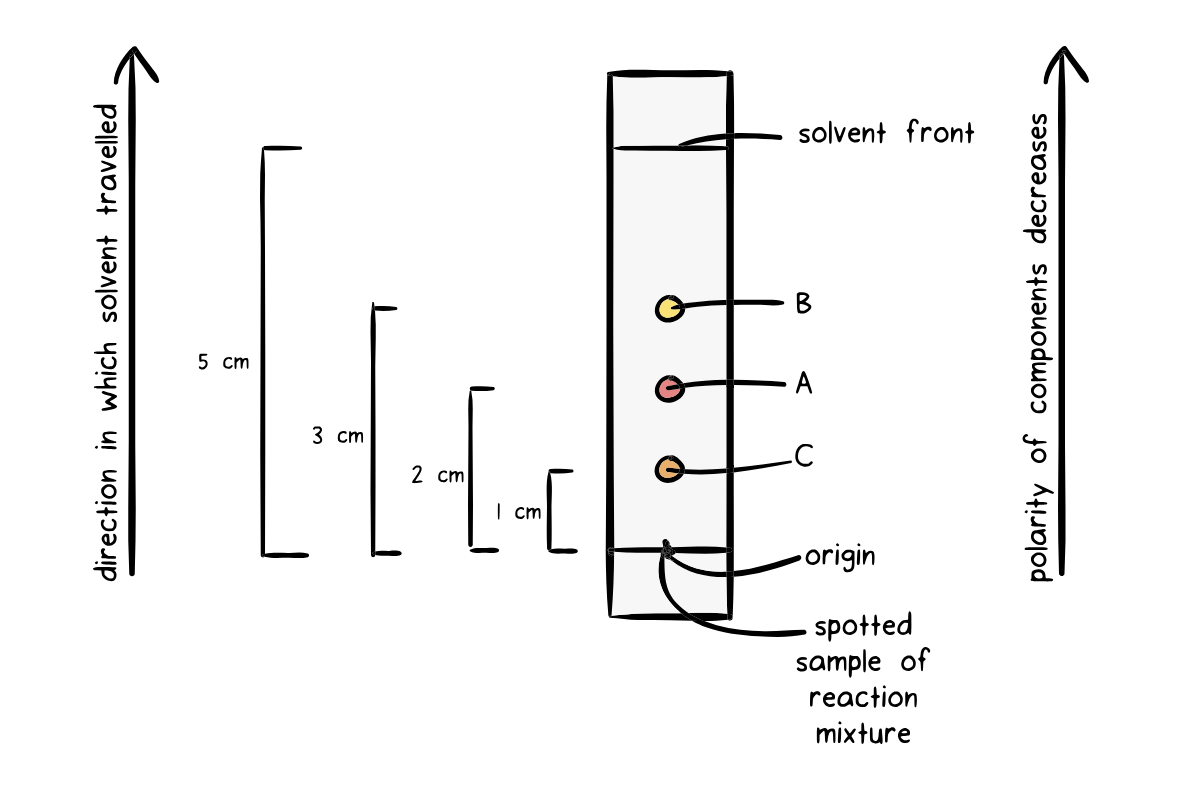 direction in which solvent travelled
5 cm
3 cm
2 cm
1 cm
solvent front
B
A
C
origin
spotted
sample of
reaction
mixture
polarity of components decreases